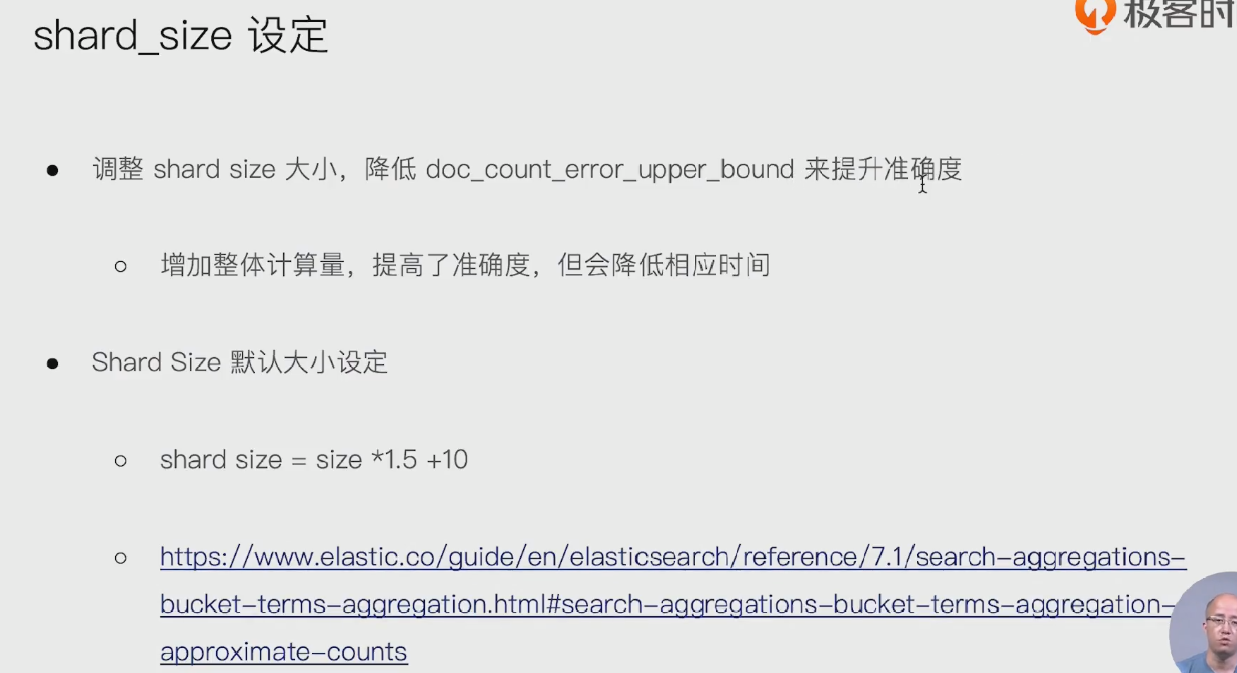 极客时
shard_size 设定
● 调整 shard size 大小，降低 doc_count_error_upper_bound 来提升准确度
○ 增加整体计算量，提高了准确度，但会降低相应时间
● Shard Size 默认大小设定
○ shard size = size *1.5 +10
○ https://www.elastic.co/guide/en/elasticsearch/reference/7.1/search-aggregations-
bucket-terms-aggregation.html#search-aggregations-bucket-terms-aggregation-
approximate-counts